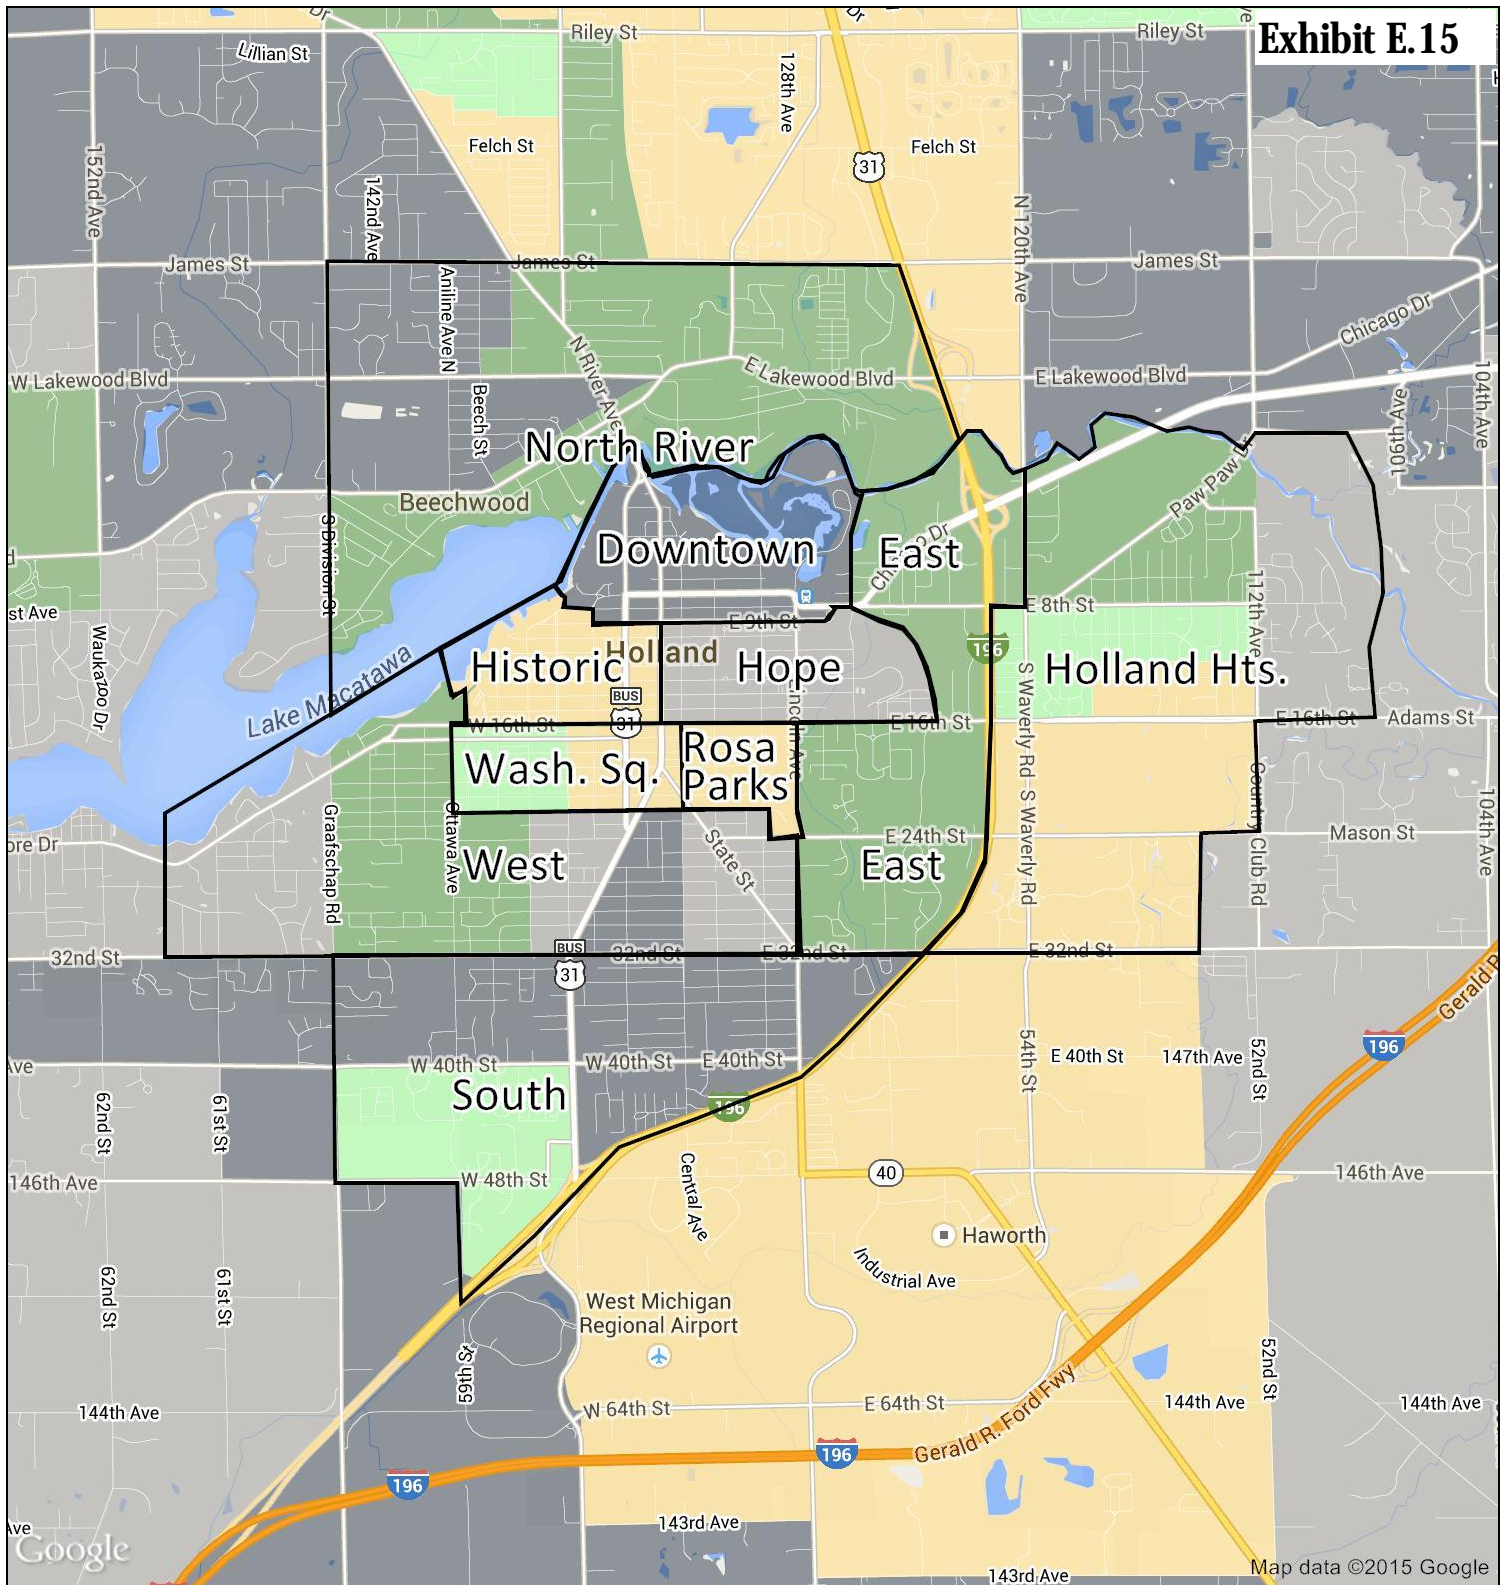 Exhibit E.15
Dr
Dr
Riley St
Riley St
Lillian St
128th Ave
152nd Ave
142nd Ave
Felch St
Felch St
31
N 120th Ave
James St
James St
James St
Aniline Ave N
N River Ave
Chicago Dr
W Lakewood Blvd
E Lakewood Blvd
E Lakewood Blvd
Beech St
104th Ave
106th Ave
North River
Paw Paw Dr
Beechwood
S Division St
Downtown
East
Chicago Dr
st Ave
Waukazoo Dr
E 8th St
112th Ave
E 9th St
Holland
Historic
Hope
196
Holland Hts.
Lake Macatawa
BUS
31
W 16th St
Lincoln Ave
E 16th St
S Waverly Rd
E 16th St
Adams St
Wash. Sq.
Rosa
Parks
S Waverly Rd
Country Club Rd
104th Ave
Graafschap Rd
Ottawa Ave
ore Dr
State St
E 24th St
Mason St
West
East
32nd St
BUS
31
32nd St
E 32nd St
E 32nd St
Gerald R
196
Ave
W 40th St
W 40th St
E 40th St
54th St
E 40th St
147th Ave
52nd St
South
196
62nd St
61st St
146th Ave
W 48th St
Central Ave
40
146th Ave
Haworth
Industrial Ave
62nd St
61st St
West Michigan
Regional Airport
59th St
52nd St
144th Ave
W 64th St
E 64th St
144th Ave
144th Ave
Gerald R. Ford Fwy
196
196
Ave
143rd Ave
Google
143rd Ave
Map data ©2015 Google